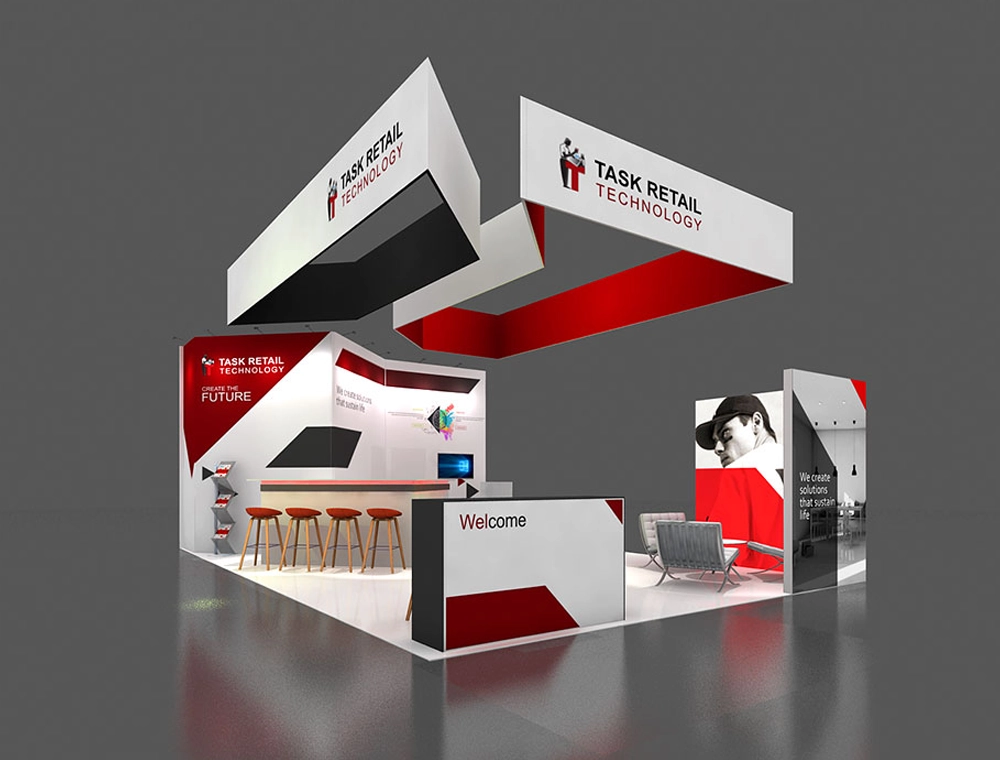 TASK RETAIL
TECHNOLOGY
TASK RETAIL
TECHNOLOGY
TASK RETAIL
TECHNOLOGY
CREATE THE
FUTURE
We create solutions
that sustain life
Welcome
We create
solutions
that sustain
life